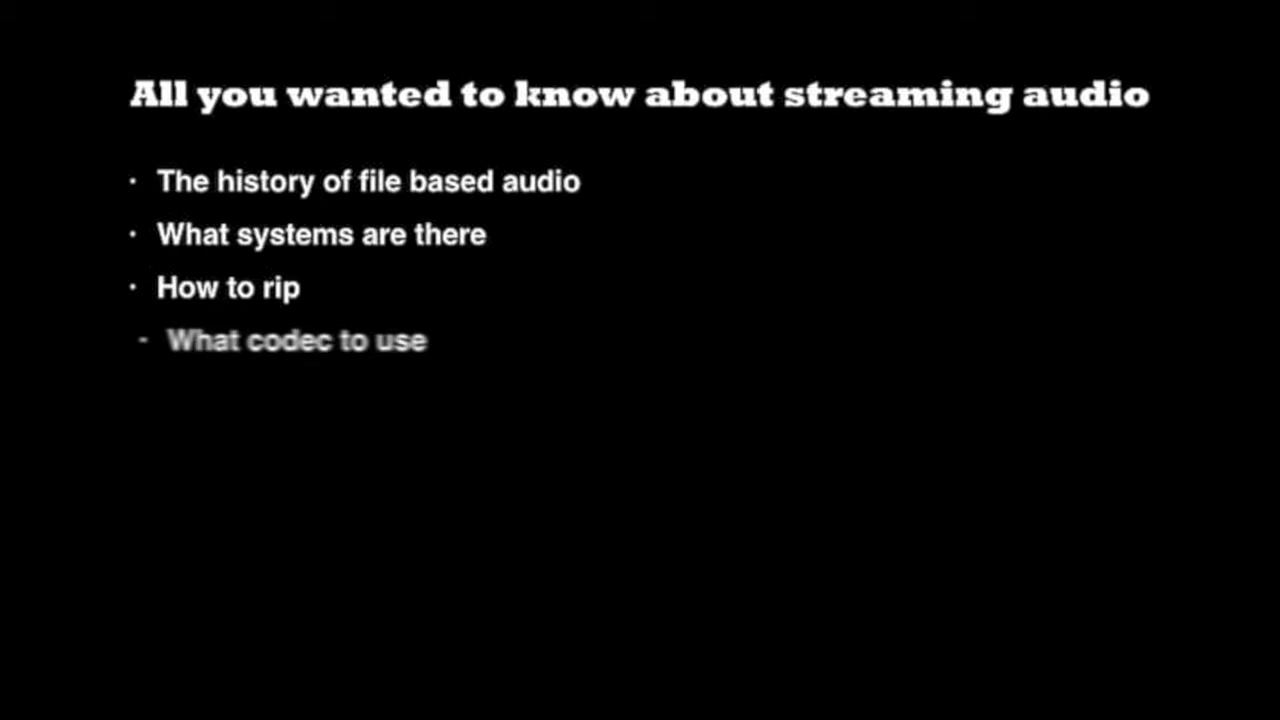 All you wanted to know about streaming audio
· The history of file based audio
· What systems are there
· How to rip
- What codec to use